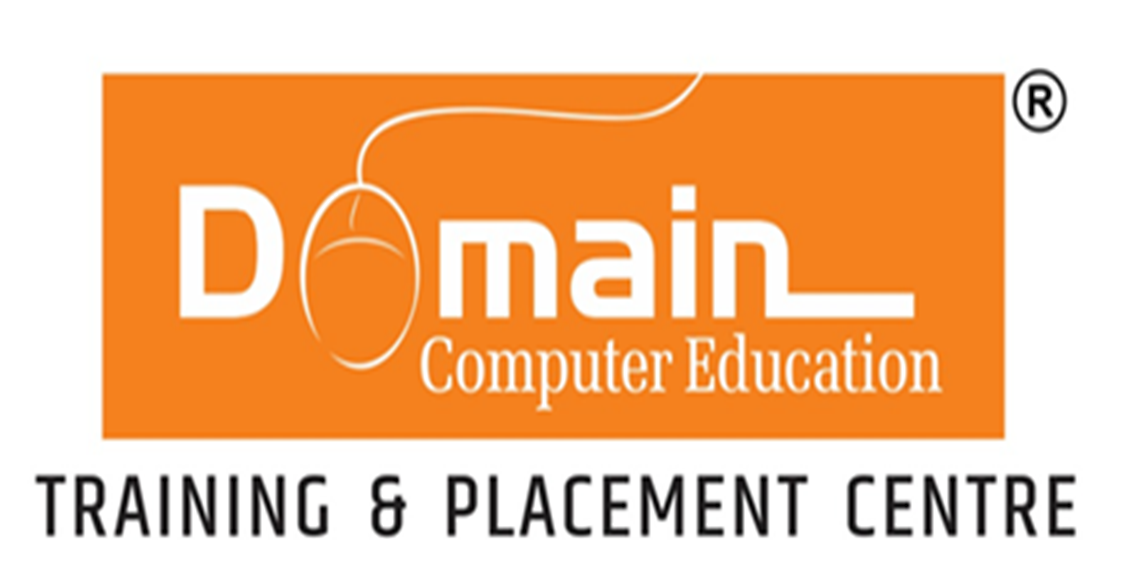 Domain ®
Computer Education
TRAINING & PLACEMENT CENTRE